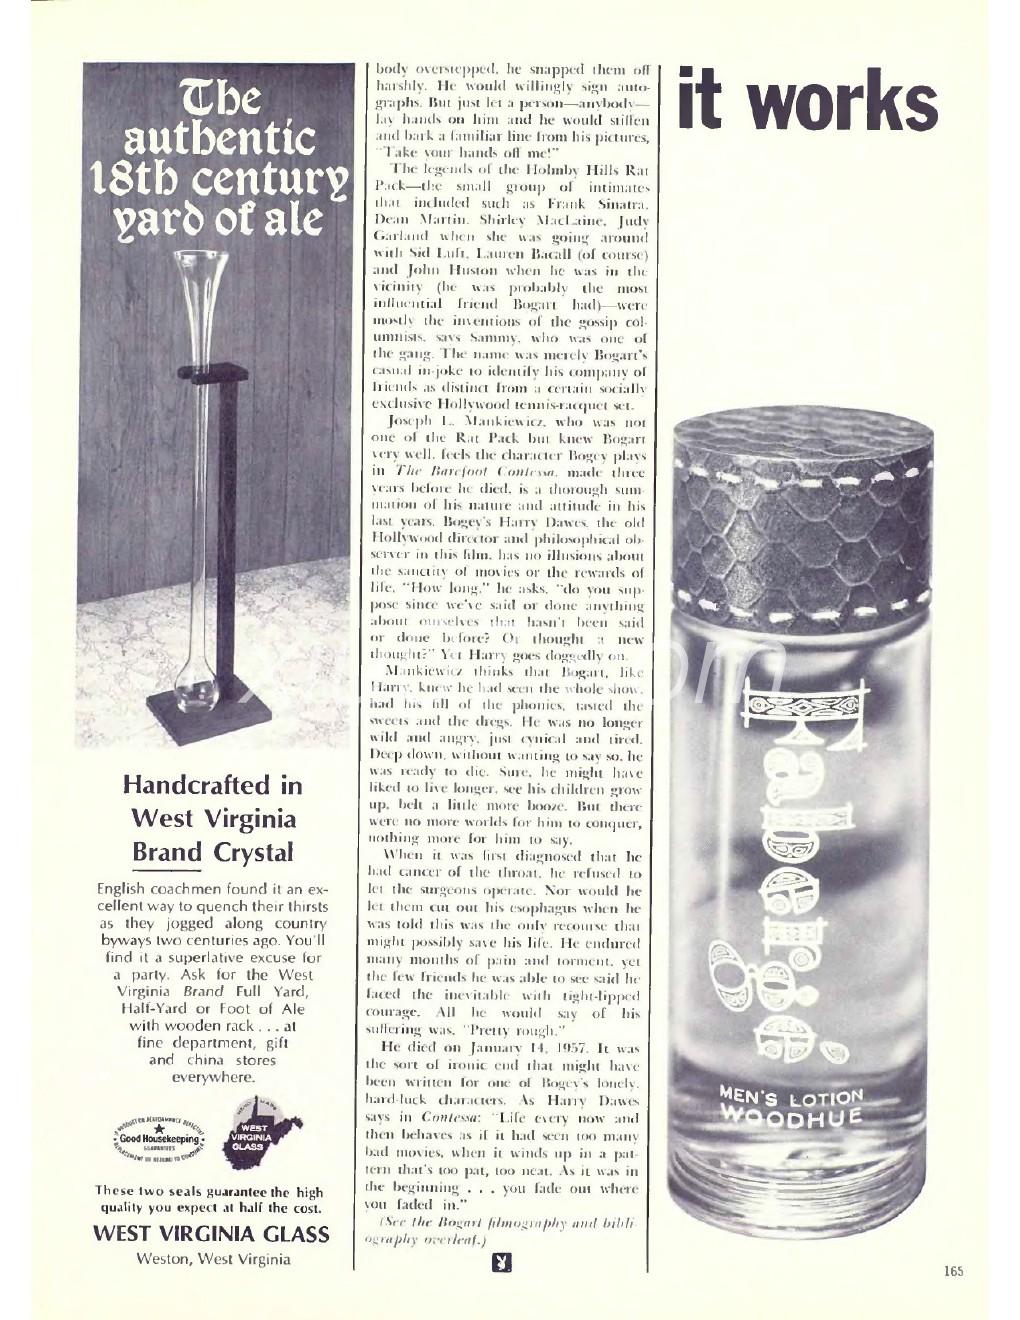 The
authentic
18th century
yard of ale
Handcrafted in
West Virginia
Brand Crystal
English coachmen found it an ex-
cellent way to quench their thirsts
as they jogged along country
byways two centuries ago. You'll
find it a superlative excuse for
a party. Ask for the West
Virginia Brand Full Yard,
Half-Yard or Foot of Ale
with wooden rack . . . at
fine department, gift
and china stores
everywhere.
Good Housekeeping
GUARANTEES
WEST
VIRGINIA
GLASS
These two seals guarantee the high
quality you expect at half the cost.
WEST VIRGINIA GLASS
Weston, West Virginia
body overstepped, he snapped them off
harshly. He would willingly sign auto-
graphs. But just let a person—anybody—
lay hands on him and he would stiffen
and bark a familiar line from his pictures,
"Take your hands off me!"
The legends of the Holmby Hills Rat
Pack—the small group of intimates
that included such as Frank Sinatra,
Dean Martin, Shirley MacLaine, Judy
Garland when she was going around
with Sid Luft, Lauren Bacall (of course)
and John Huston when he was in the
vicinity (he was probably the most
influential friend Bogart had)—were
mostly the inventions of the gossip col-
umnists, says Sammy, who was one of
the gang. The name was merely Bogart's
casual in-joke to identify his company of
friends as distinct from a certain socially
exclusive Hollywood tennis-racquet set.
Joseph L. Mankiewicz, who was not
one of the Rat Pack but knew Bogart
very well, feels the character Bogey plays
in The Barefoot Contessa, made three
years before he died, is a thorough sum-
mation of his nature and attitude in his
last years. Bogey's Harry Dawes, the old
Hollywood director and philosophical ob-
server in this film, has no illusions about
the sanctity of movies or the rewards of
life. "How long," he asks, "do you sup-
pose since we've said or done anything
about ourselves that hasn't been said
or done before? Or thought a new
thought?" Yet Harry goes doggedly on.
Mankiewicz thinks that Bogart, like
Harry, knew he had seen the whole show,
had his fill of the phonies, tasted the
sweets and the dregs. He was no longer
wild and angry, just cynical and tired.
Deep down, without wanting to say so, he
was ready to die. Sure, he might have
liked to live longer, see his children grow
up, belt a little more booze. But there
were no more worlds for him to conquer,
nothing more for him to say.
When it was first diagnosed that he
had cancer of the throat, he refused to
let the surgeons operate. Nor would he
let them cut out his esophagus when he
was told this was the only recourse that
might possibly save his life. He endured
many months of pain and torment, yet
the few friends he was able to see said he
faced the inevitable with tight-lipped
courage. All he would say of his
suffering was, "Pretty rough."
He died on January 14, 1957. It was
the sort of ironic end that might have
been written for one of Bogey's lonely,
hard-luck characters. As Harry Dawes
says in Contessa: "Life every now and
then behaves as if it had seen too many
bad movies, when it winds up in a pat-
tern that's too pat, too neat. As it was in
the beginning . . . you fade out where
you faded in."
(See the Bogart filmography and bibli-
ography overleaf.)
it works
Fabergé.
MEN'S LOTION
WOODHUE
165